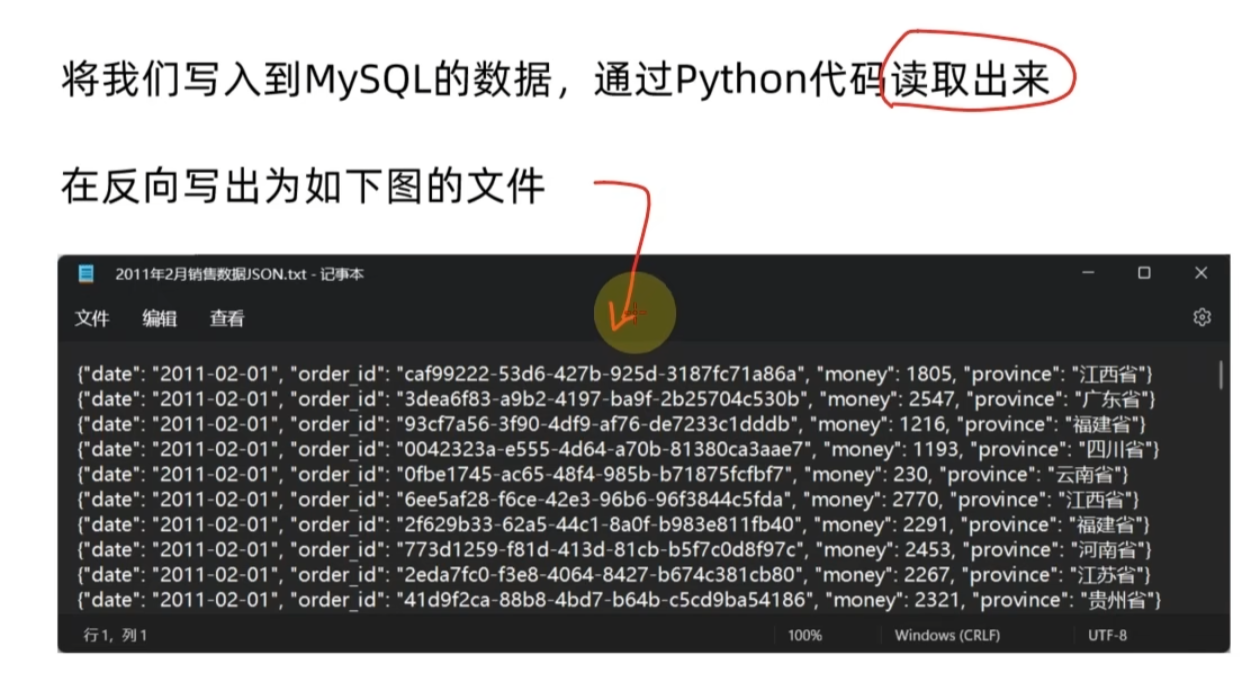 将我们写入到MySQL的数据，通过Python代码读取出来
在反向写出为如下图的文件
2011年2月销售数据JSON.txt - 记事本
文件 编辑 查看
{"date": "2011-02-01", "order_id": "caf99222-53d6-427b-925d-3187fc71a86a", "money": 1805, "province": "江西省"}
{"date": "2011-02-01", "order_id": "3dea6f83-a9b2-4197-ba9f-2b25704c530b", "money": 2547, "province": "广东省"}
{"date": "2011-02-01", "order_id": "93cf7a56-3f90-4df9-af76-de7233c1dddb", "money": 1216, "province": "福建省"}
{"date": "2011-02-01", "order_id": "0042323a-e555-4d64-a70b-81380ca3aae7", "money": 1193, "province": "四川省"}
{"date": "2011-02-01", "order_id": "0fbe1745-ac65-48f4-985b-b71875fcfbf7", "money": 230, "province": "云南省"}
{"date": "2011-02-01", "order_id": "6ee5af28-f6ce-42e3-96b6-96f3844c5fda", "money": 2770, "province": "江西省"}
{"date": "2011-02-01", "order_id": "2f629b33-62a5-44c1-8a0f-b983e811fb40", "money": 2291, "province": "福建省"}
{"date": "2011-02-01", "order_id": "773d1259-f81d-413d-81cb-b5f7c0d8f97c", "money": 2453, "province": "河南省"}
{"date": "2011-02-01", "order_id": "2eda7fc0-f3e8-4064-8427-b674c381cb80", "money": 2267, "province": "江苏省"}
{"date": "2011-02-01", "order_id": "41d9f2ca-88b8-4bd7-b64b-c5cd9ba54186", "money": 2321, "province": "贵州省"}
行 1，列 1 100% Windows (CRLF) UTF-8